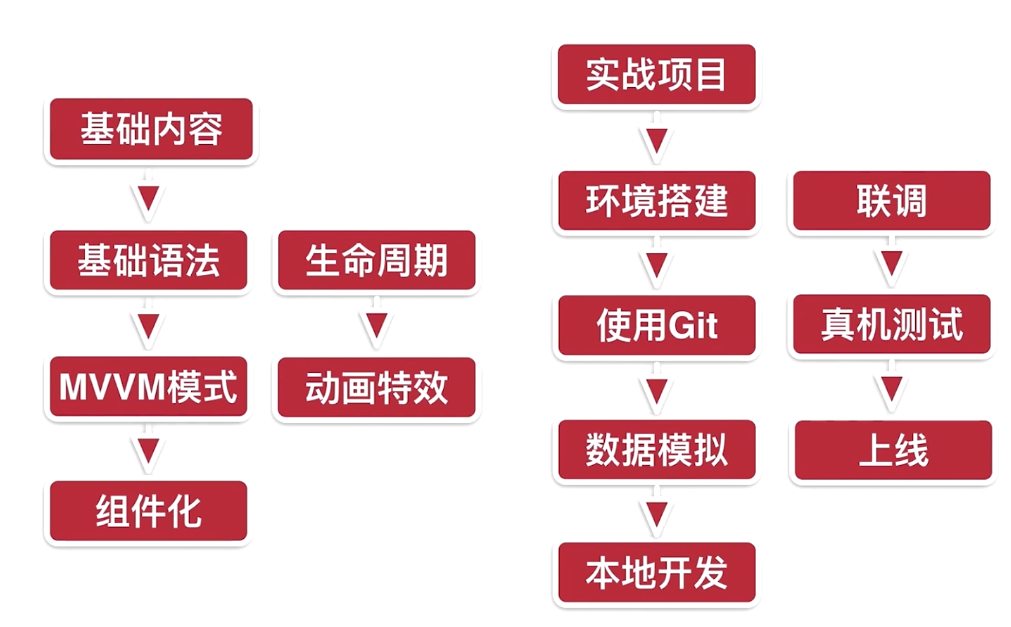 基础内容
基础语法
MVVM模式
组件化
生命周期
动画特效
实战项目
环境搭建
使用Git
数据模拟
本地开发
联调
真机测试
上线